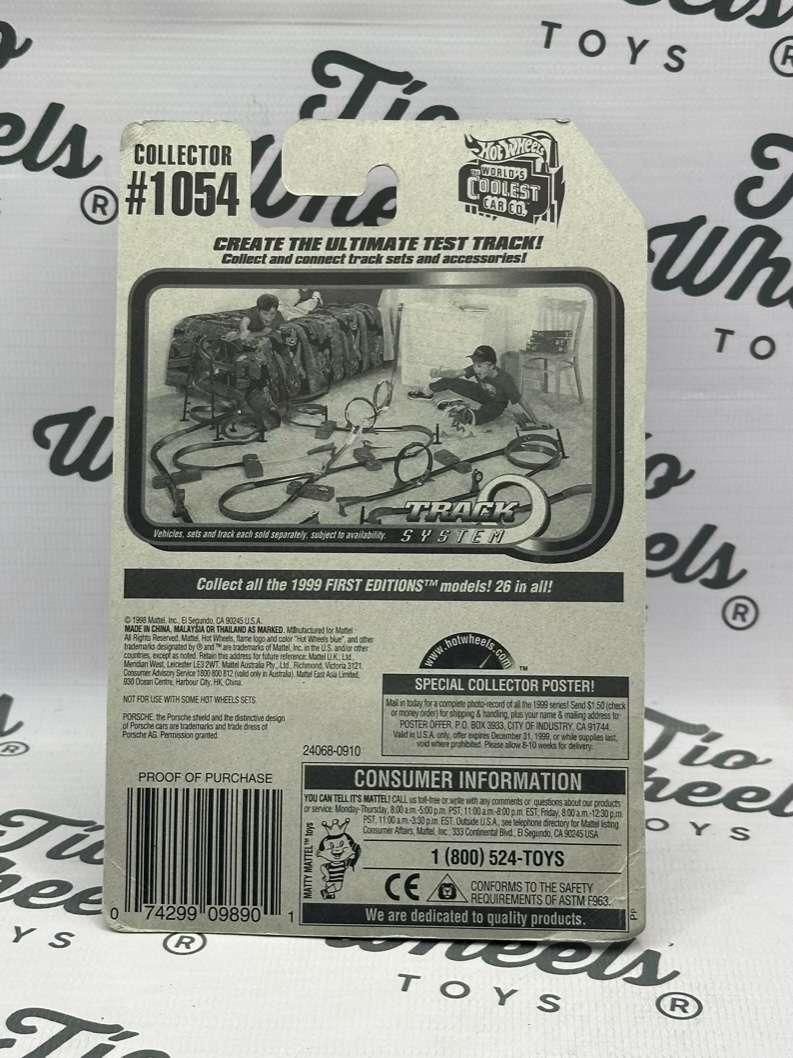 TOYS ®
Tio
Wheels
TOYS ®
COLLECTOR
#1054
Hot Wheels
THE WORLD'S
COOLEST
CAR CO.
CREATE THE ULTIMATE TEST TRACK!
Collect and connect track sets and accessories!
TRACK
SYSTEM
Vehicles, sets and track each sold separately, subject to availability.
Collect all the 1999 FIRST EDITIONS™ models! 26 in all!
© 1998 Mattel, Inc., El Segundo, CA 90245 U.S.A.
MADE IN CHINA, MALAYSIA OR THAILAND AS MARKED. Manufactured for Mattel.
All Rights Reserved. Mattel, Hot Wheels, flame logo and color "Hot Wheels blue", and other
trademarks designated by ® and ™ are trademarks of Mattel, Inc. in the U.S. and/or other
countries, except as noted. Retain this address for future reference: Mattel U.K., Ltd.,
Meridian West, Leicester LE3 2WT. Mattel Australia Pty., Ltd., Richmond, Victoria 3121.
Consumer Advisory Service 1800 800 812 (valid only in Australia). Mattel East Asia Limited,
930 Ocean Centre, Harbour City, HK, China.
NOT FOR USE WITH SOME HOT WHEELS SETS.
PORSCHE, the Porsche shield and the distinctive design
of Porsche cars are trademarks and trade dress of
Porsche AG. Permission granted.
24068-0910
www.hotwheels.com ™
SPECIAL COLLECTOR POSTER!
Mail in today for a complete photo-record of all the 1999 series! Send $1.50 (check
or money order) for shipping & handling, plus your name & mailing address to:
POSTER OFFER, P.O. BOX 3933, CITY OF INDUSTRY, CA 91744.
Valid in U.S.A. only, offer expires December 31, 1999, or while supplies last,
void where prohibited. Please allow 8-10 weeks for delivery.
PROOF OF PURCHASE
0 74299 09890 1
CONSUMER INFORMATION
YOU CAN TELL IT'S MATTEL! CALL us toll-free or write with any comments or questions about our products
or service. Monday-Thursday, 8:00 a.m.-5:00 p.m. PST; 11:00 a.m.-8:00 p.m. EST; Friday, 8:00 a.m.-12:30 p.m.
PST, 11:00 a.m.-3:30 p.m. EST. Outside U.S.A., see telephone directory for Mattel listing.
Consumer Affairs, Mattel, Inc., 333 Continental Blvd., El Segundo, CA 90245 USA
MATTY MATTEL™ toys
1 (800) 524-TOYS
CE
CONFORMS TO THE SAFETY
REQUIREMENTS OF ASTM F963.
We are dedicated to quality products.
PP
Wheels
TOYS ®